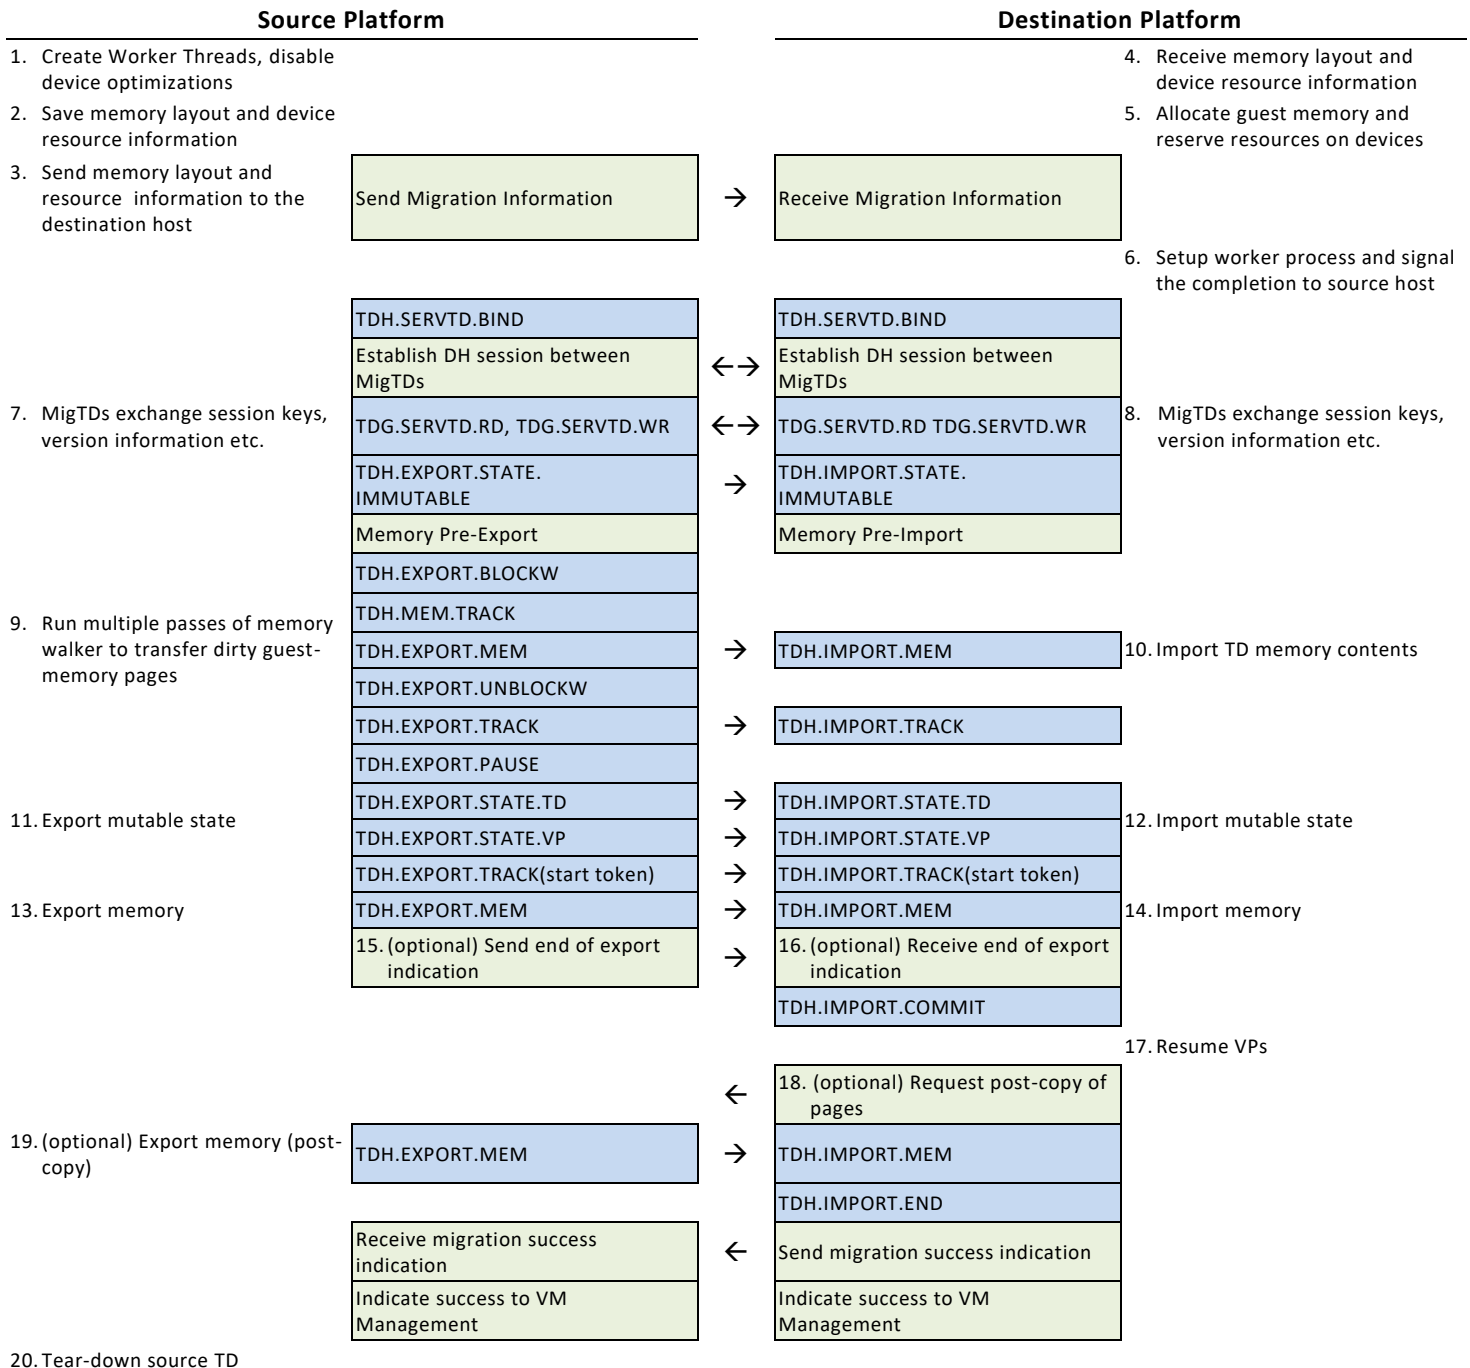 Source Platform
Destination Platform
1. Create Worker Threads, disable
device optimizations
2. Save memory layout and device
resource information
3. Send memory layout and
resource information to the
destination host
4. Receive memory layout and
device resource information
5. Allocate guest memory and
reserve resources on devices
Send Migration Information
→
Receive Migration Information
6. Setup worker process and signal
the completion to source host
TDH.SERVTD.BIND
TDH.SERVTD.BIND
Establish DH session between
MigTDs
←→
Establish DH session between
MigTDs
7. MigTDs exchange session keys,
version information etc.
TDG.SERVTD.RD, TDG.SERVTD.WR
←→
TDG.SERVTD.RD TDG.SERVTD.WR
8. MigTDs exchange session keys,
version information etc.
TDH.EXPORT.STATE.
IMMUTABLE
→
TDH.IMPORT.STATE.
IMMUTABLE
Memory Pre-Export
Memory Pre-Import
9. Run multiple passes of memory
walker to transfer dirty guest-
memory pages
TDH.EXPORT.BLOCKW
TDH.MEM.TRACK
TDH.EXPORT.MEM
→
TDH.IMPORT.MEM
10. Import TD memory contents
TDH.EXPORT.UNBLOCKW
TDH.EXPORT.TRACK
→
TDH.IMPORT.TRACK
TDH.EXPORT.PAUSE
11. Export mutable state
TDH.EXPORT.STATE.TD
→
TDH.IMPORT.STATE.TD
12. Import mutable state
TDH.EXPORT.STATE.VP
→
TDH.IMPORT.STATE.VP
TDH.EXPORT.TRACK(start token)
→
TDH.IMPORT.TRACK(start token)
13. Export memory
TDH.EXPORT.MEM
→
TDH.IMPORT.MEM
14. Import memory
15. (optional) Send end of export
indication
→
16. (optional) Receive end of export
indication
TDH.IMPORT.COMMIT
17. Resume VPs
←
18. (optional) Request post-copy of
pages
19. (optional) Export memory (post-
copy)
TDH.EXPORT.MEM
→
TDH.IMPORT.MEM
TDH.IMPORT.END
Receive migration success
indication
←
Send migration success indication
Indicate success to VM
Management
Indicate success to VM
Management
20. Tear-down source TD